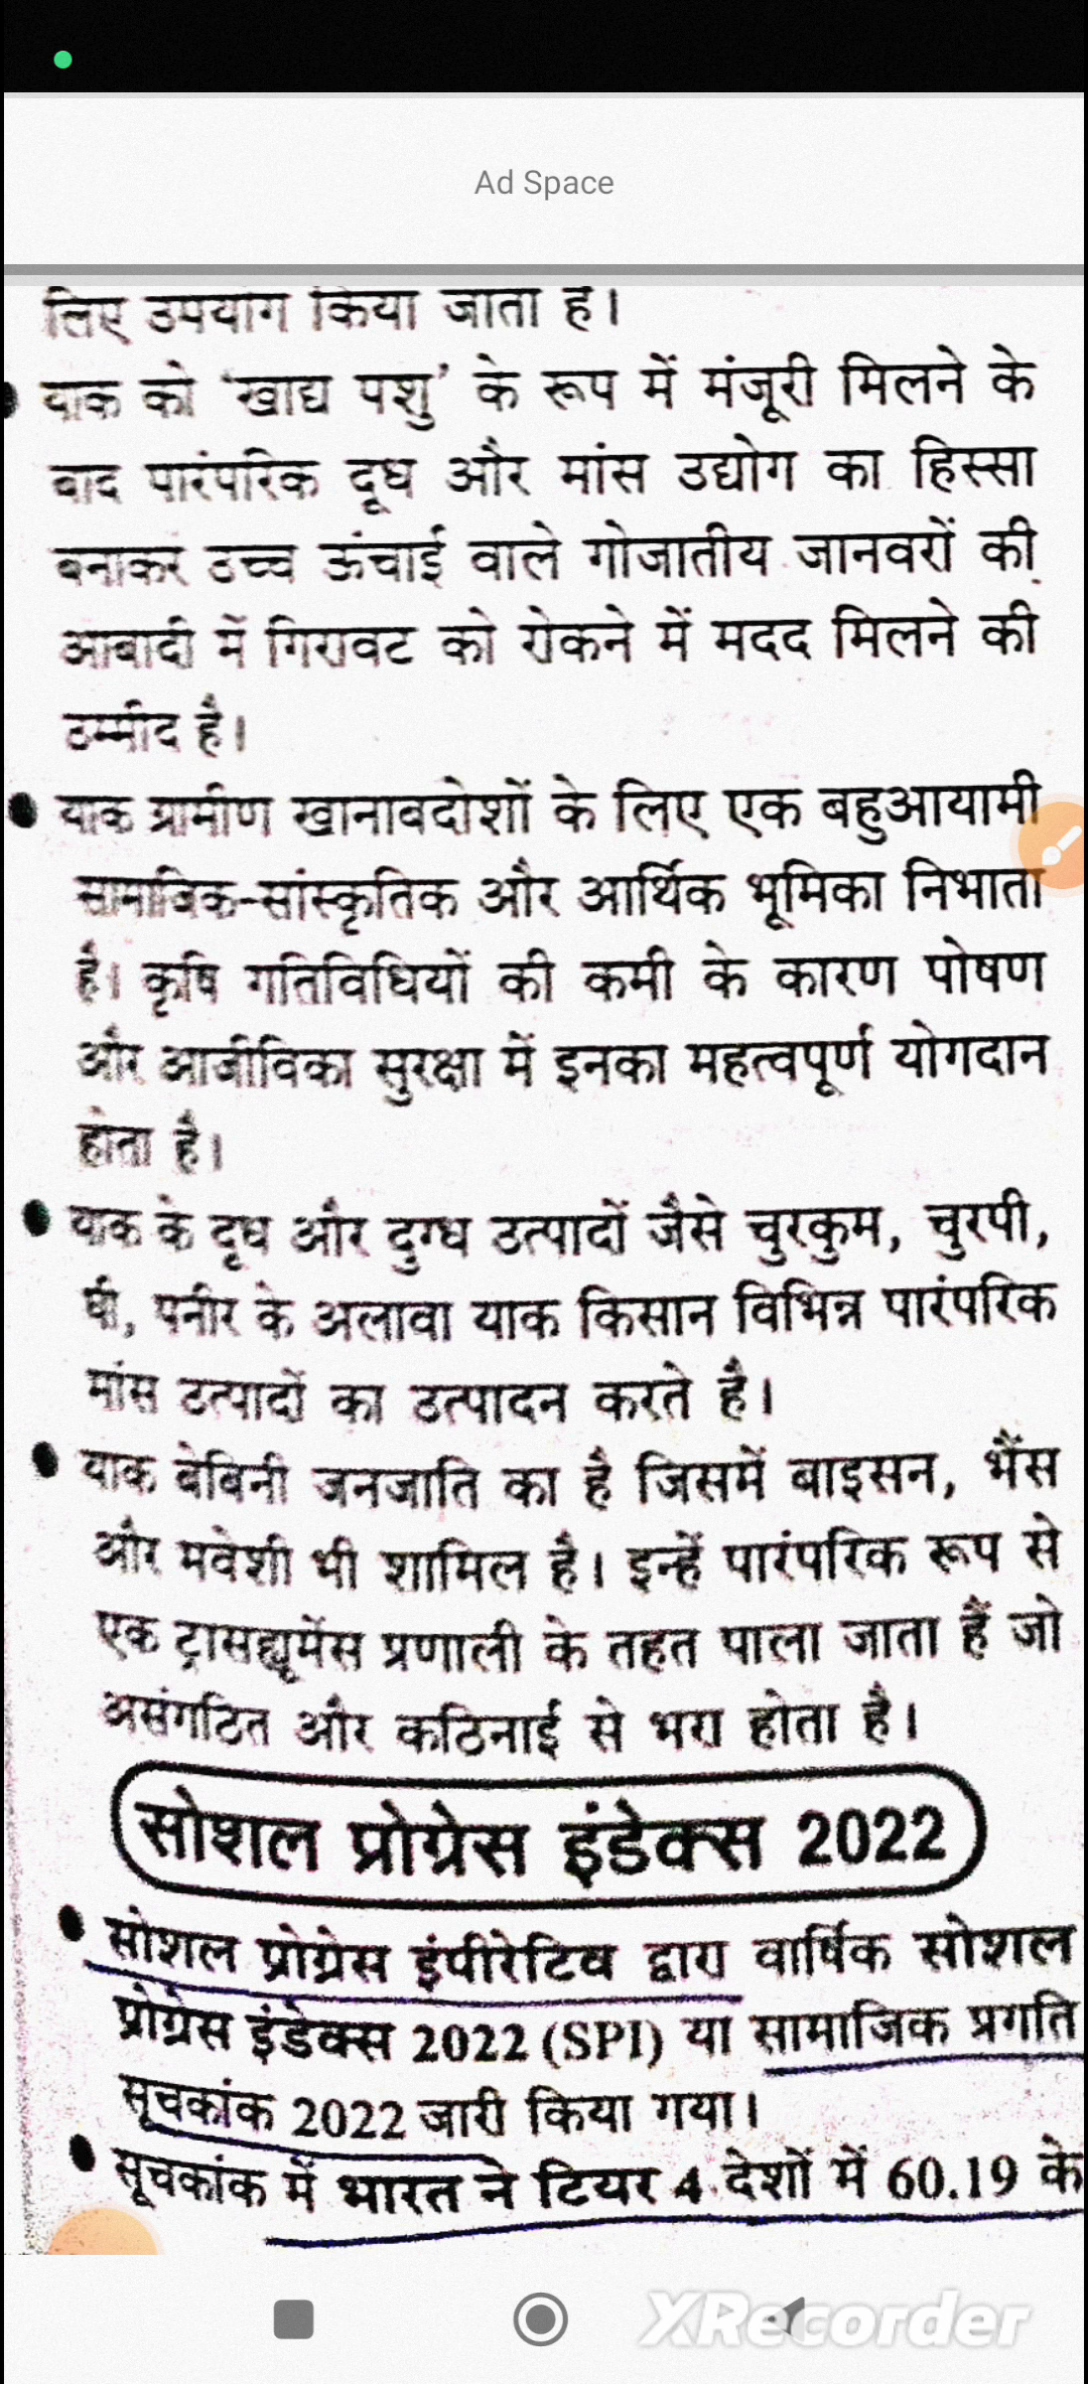 Ad Space
लिए उपयोग किया जाता है।
याक को ‘खाद्य पशु’ के रूप में मंजूरी मिलने के
बाद पारंपरिक दूध और मांस उद्योग का हिस्सा
बनाकर उच्च ऊंचाई वाले गोजातीय जानवरों की
आबादी में गिरावट को रोकने में मदद मिलने की
उम्मीद है।
याक ग्रामीण खानाबदोशों के लिए एक बहुआयामी
सामाजिक-सांस्कृतिक और आर्थिक भूमिका निभाता
है। कृषि गतिविधियों की कमी के कारण पोषण
और आजीविका सुरक्षा में इनका महत्वपूर्ण योगदान
होता है।
याक के दूध और दुग्ध उत्पादों जैसे चुरकुम, चुरपी,
घी, पनीर के अलावा याक किसान विभिन्न पारंपरिक
मांस उत्पादों का उत्पादन करते है।
याक बेबिनी जनजाति का है जिसमें बाइसन, भैंस
और मवेशी भी शामिल है। इन्हें पारंपरिक रूप से
एक ट्रासह्यूमेंस प्रणाली के तहत पाला जाता हैं जो
असंगठित और कठिनाई से भरा होता है।
सोशल प्रोग्रेस इंडेक्स 2022
सोशल प्रोग्रेस इंपीरेटिव द्वारा वार्षिक सोशल
प्रोग्रेस इंडेक्स 2022 (SPI) या सामाजिक प्रगति
सूचकांक 2022 जारी किया गया।
सूचकांक में भारत ने टियर 4 देशों में 60.19 के
XRecorder